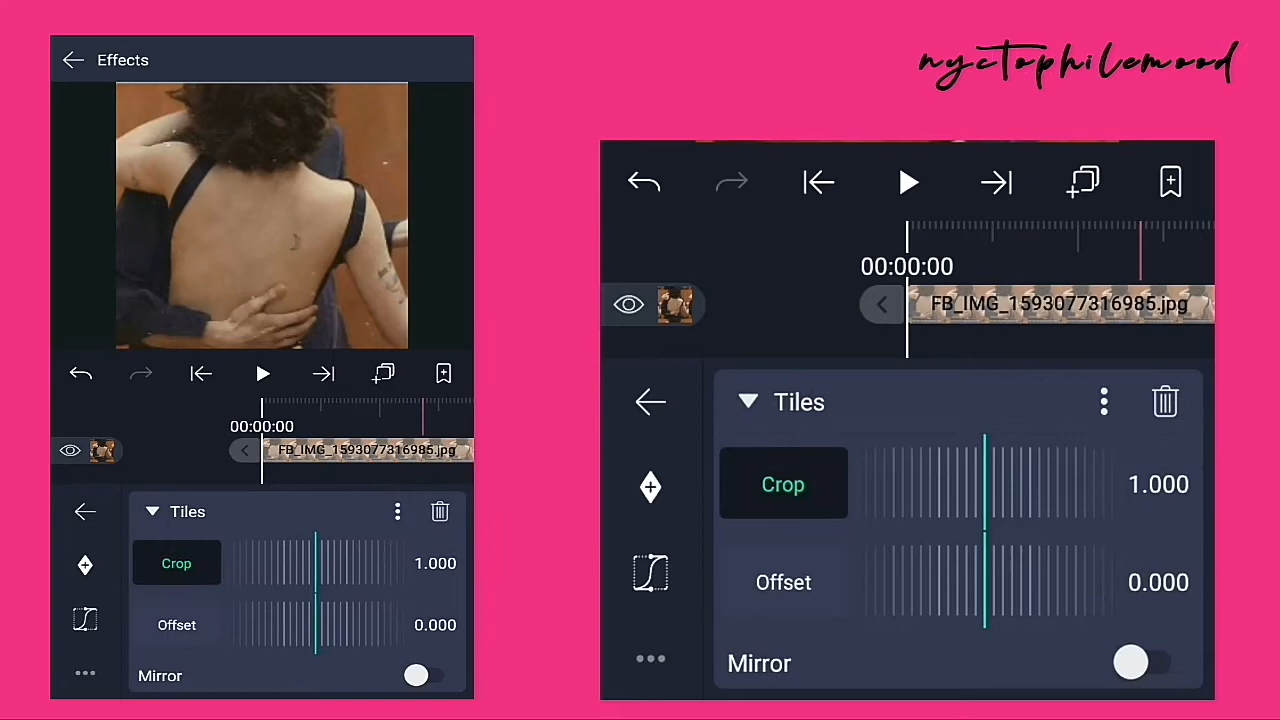 nyctophilemood
Effects
00:00:00
FB_IMG_1593077316985.jpg
Tiles
Crop
1.000
Offset
0.000
Mirror
00:00:00
FB_IMG_1593077316985.jpg
Tiles
Crop
1.000
Offset
0.000
Mirror